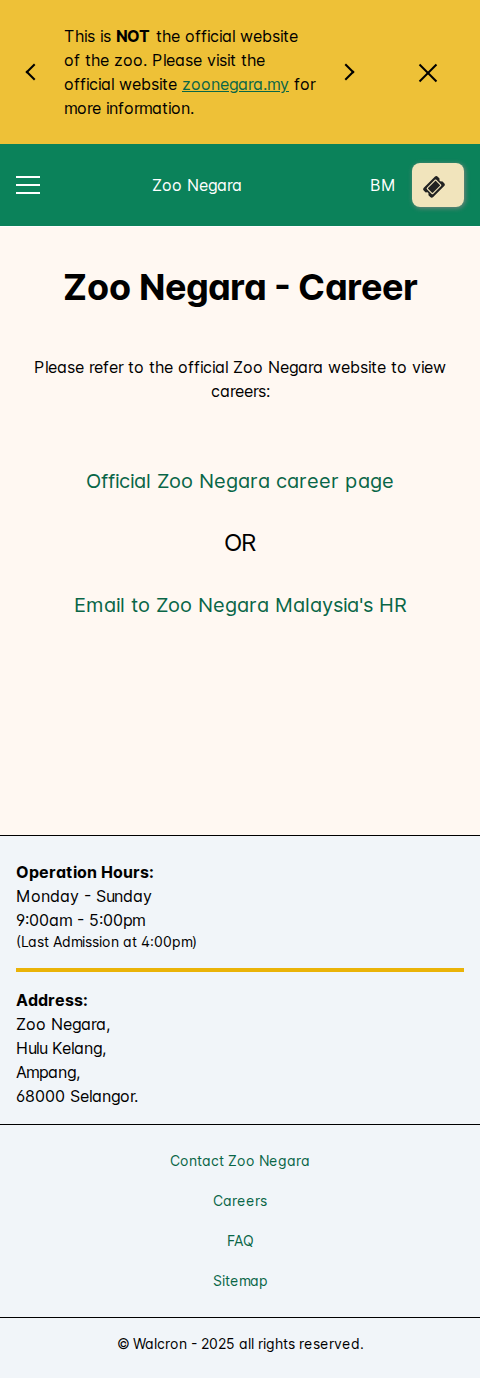 This is NOT the official website
of the zoo. Please visit the
official website zoonegara.my for
more information.
Zoo Negara
BM
Zoo Negara - Career
Please refer to the official Zoo Negara website to view
careers:
Official Zoo Negara career page
OR
Email to Zoo Negara Malaysia's HR
Operation Hours:
Monday - Sunday
9:00am - 5:00pm
(Last Admission at 4:00pm)
Address:
Zoo Negara,
Hulu Kelang,
Ampang,
68000 Selangor.
Contact Zoo Negara
Careers
FAQ
Sitemap
© Walcron - 2025 all rights reserved.